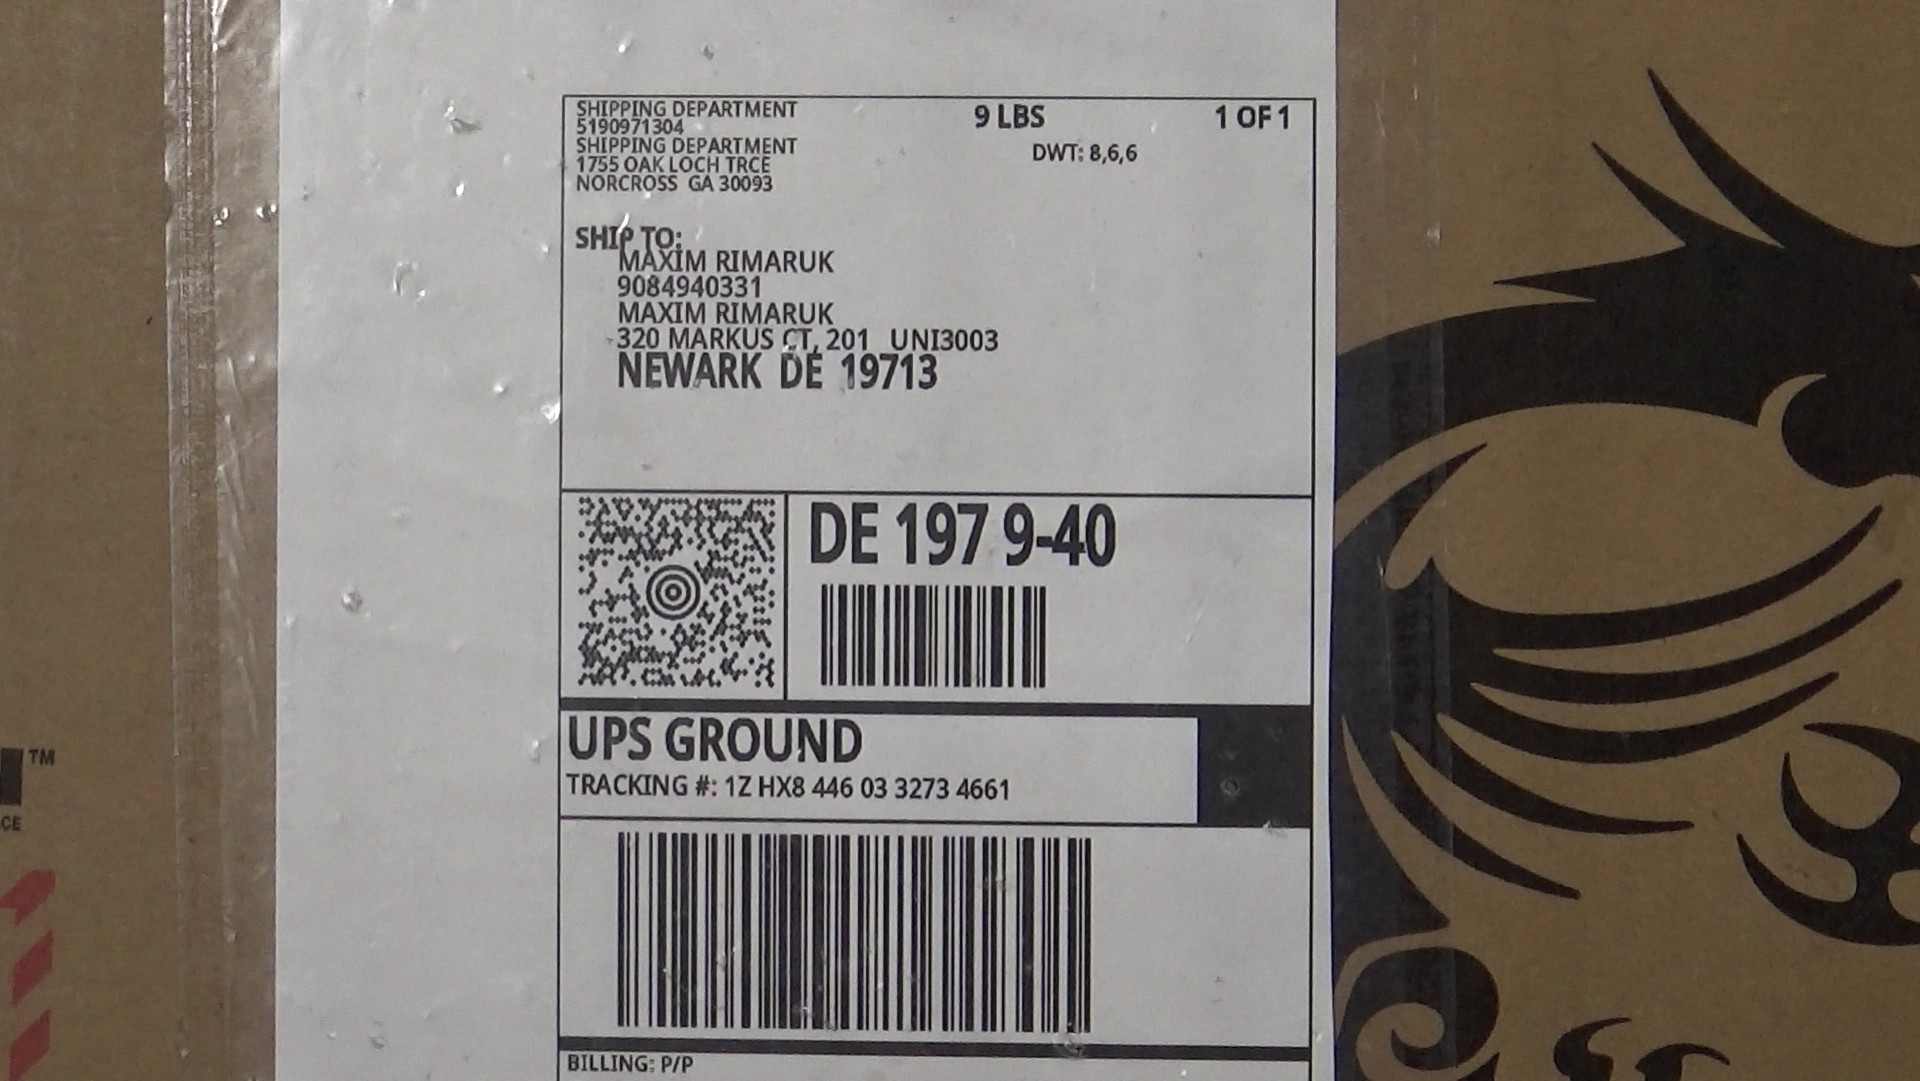 SHIPPING DEPARTMENT
5190971304
SHIPPING DEPARTMENT
1755 OAK LOCH TRCE
NORCROSS GA 30093
9 LBS
1 OF 1
DWT: 8,6,6
SHIP TO:
MAXIM RIMARUK
9084940331
MAXIM RIMARUK
320 MARKUS CT, 201 UNI3003
NEWARK DE 19713
DE 197 9-40
UPS GROUND
TRACKING #: 1Z HX8 446 03 3273 4661
BILLING: P/P
TM
CE